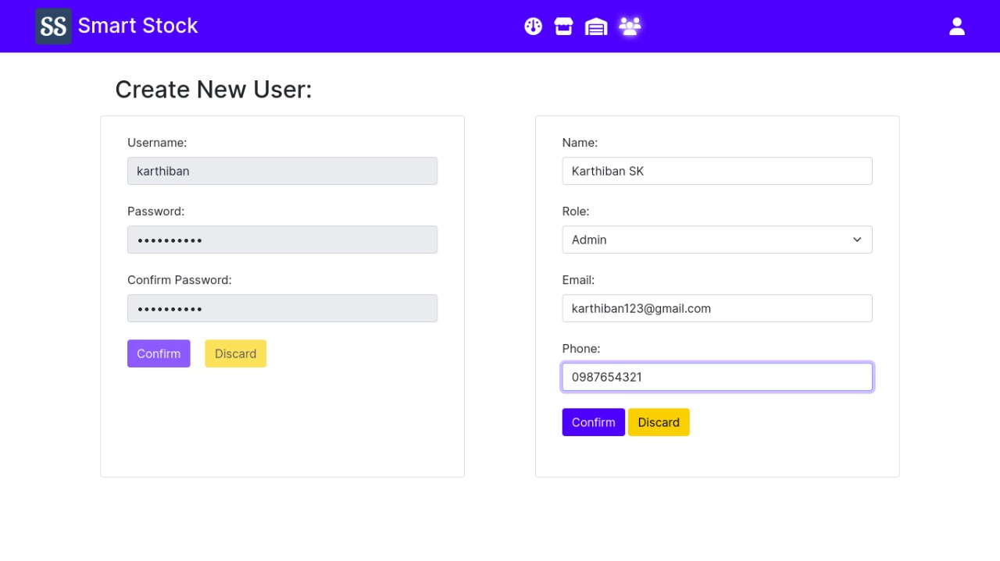 SS Smart Stock
Create New User:
Username:
karthiban
Password:
••••••••••
Confirm Password:
••••••••••
Confirm Discard
Name:
Karthiban SK
Role:
Admin
Email:
karthiban123@gmail.com
Phone:
0987654321
Confirm Discard